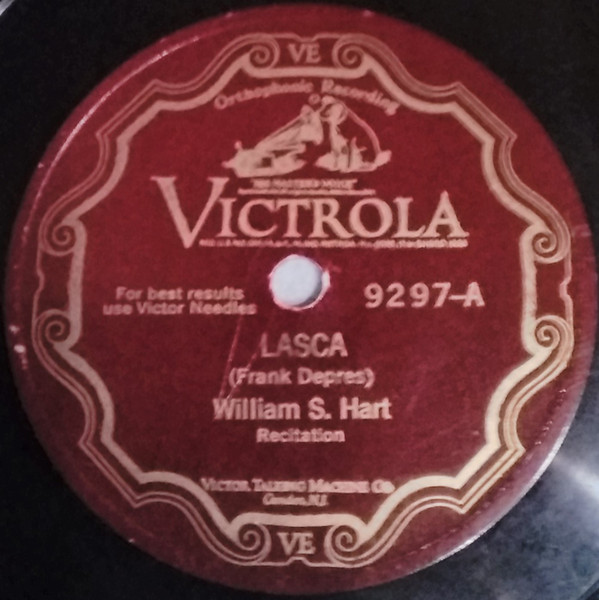 VE
Orthophonic Recording
"HIS MASTER'S VOICE"
VICTROLA
For best results
use Victor Needles
9297-A
LASCA
(Frank Depres)
William S. Hart
Recitation
VICTOR TALKING MACHINE CO.
Camden, N.J.
VE